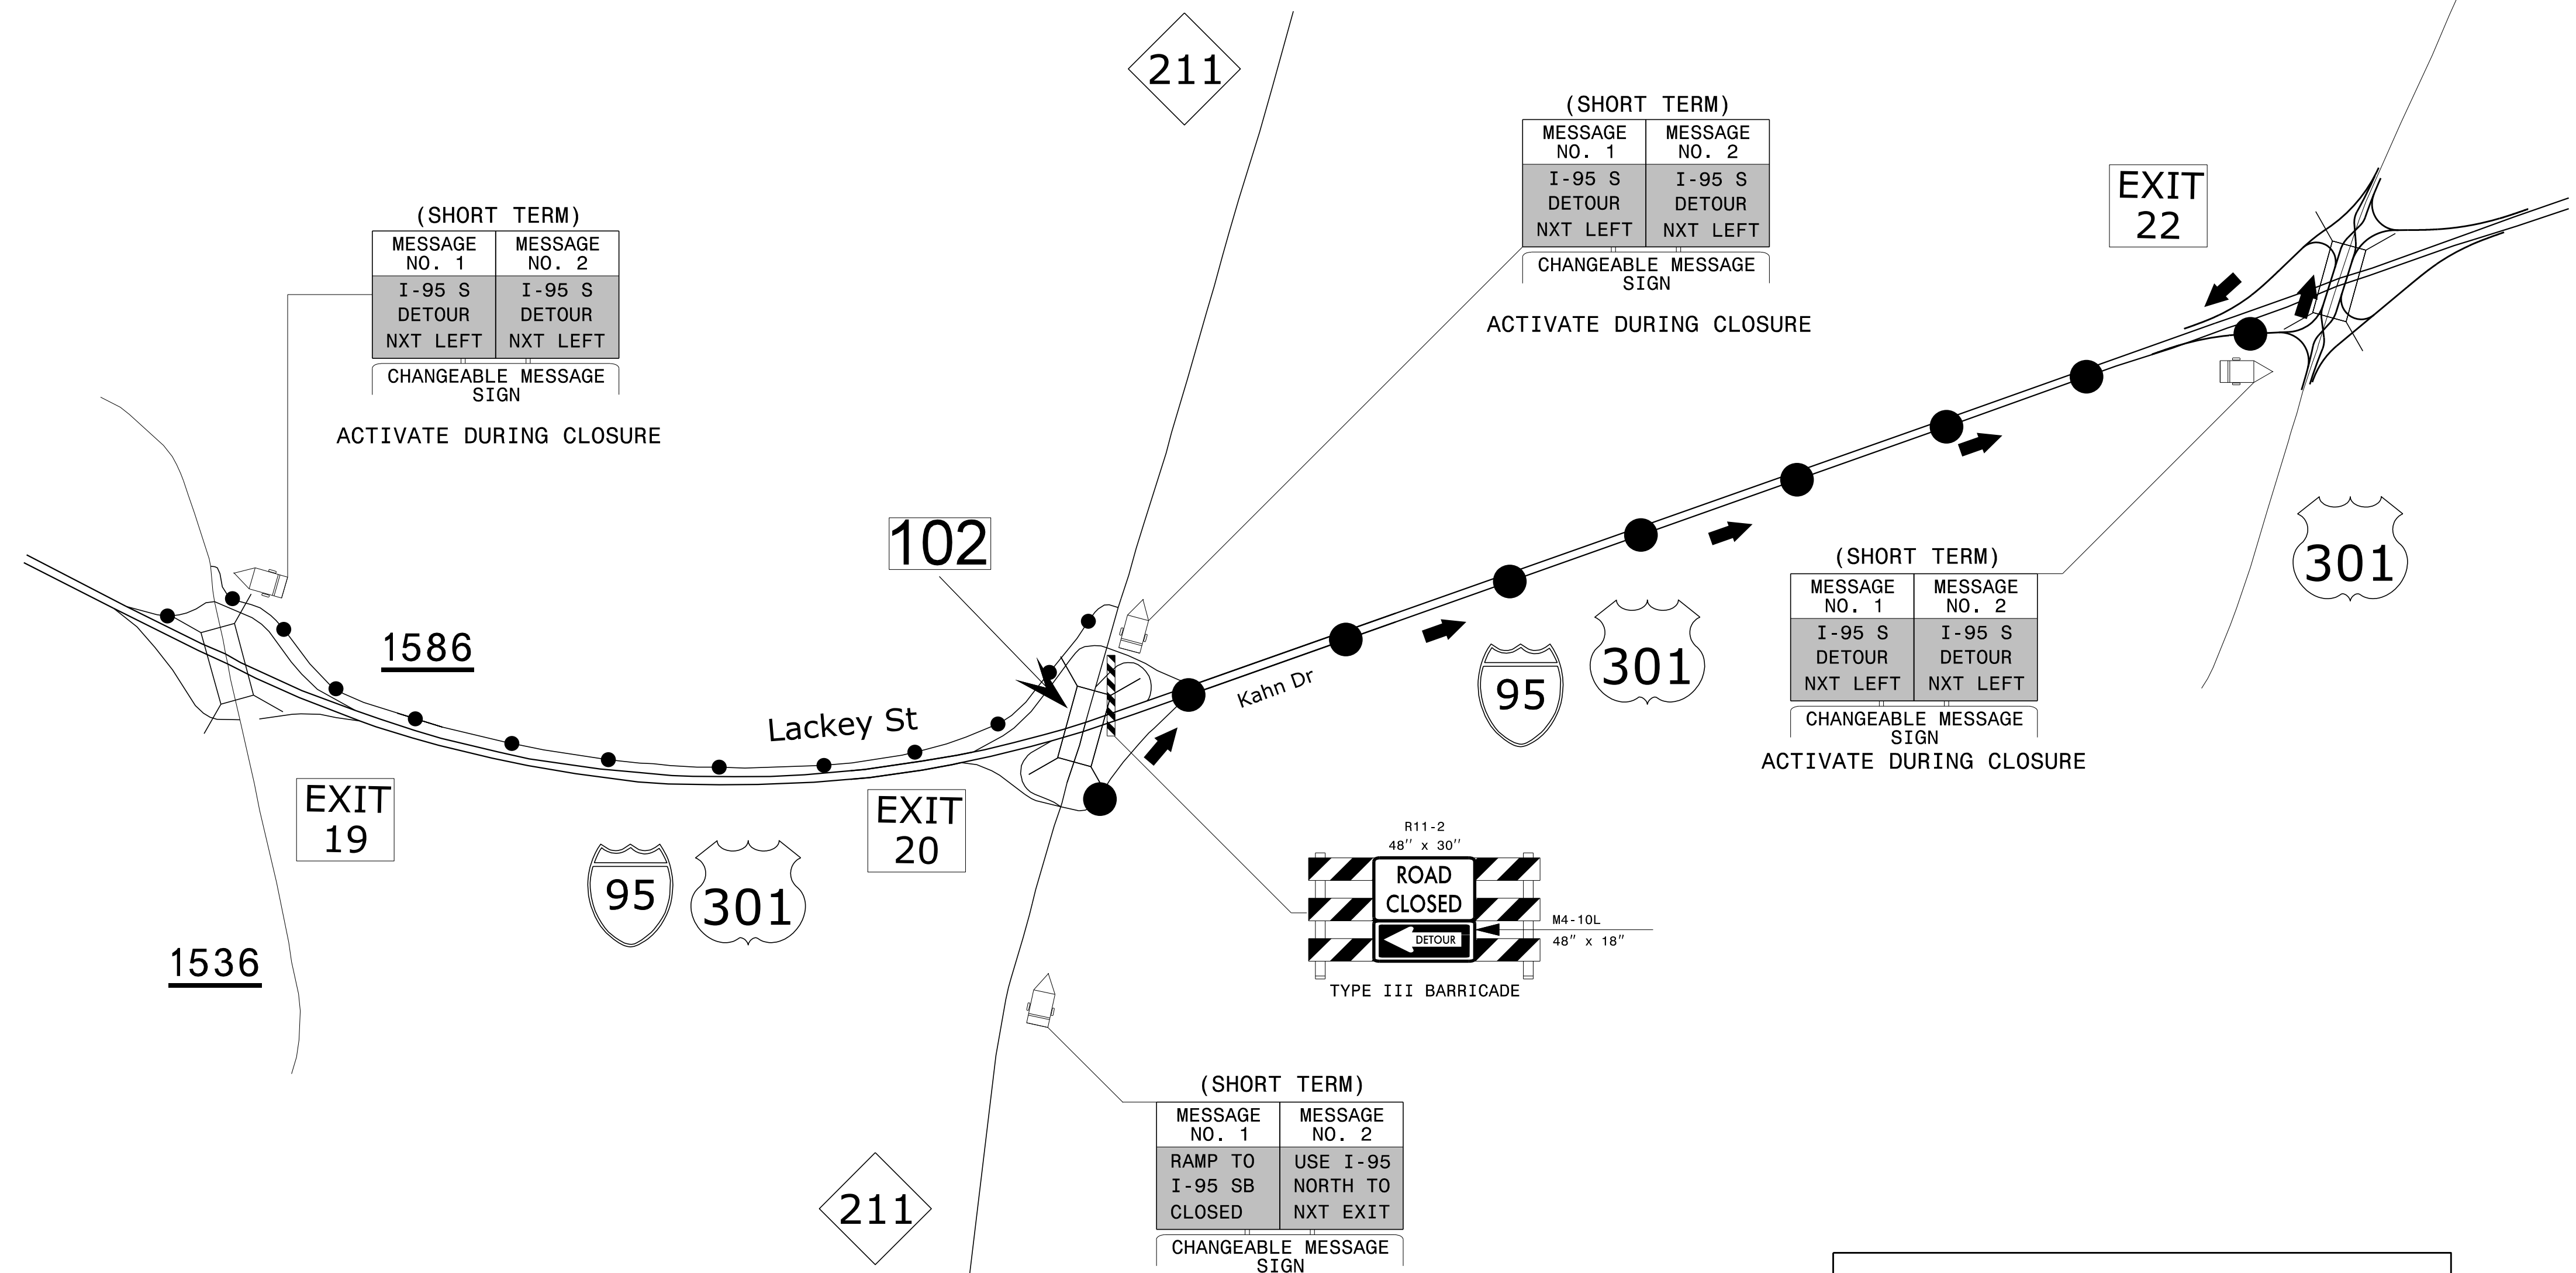 211
(SHORT TERM)
MESSAGE NO. 1
MESSAGE NO. 2
I-95 S
DETOUR
NXT LEFT
I-95 S
DETOUR
NXT LEFT
CHANGEABLE MESSAGE
SIGN
ACTIVATE DURING CLOSURE
EXIT
22
(SHORT TERM)
MESSAGE NO. 1
MESSAGE NO. 2
I-95 S
DETOUR
NXT LEFT
I-95 S
DETOUR
NXT LEFT
CHANGEABLE MESSAGE
SIGN
ACTIVATE DURING CLOSURE
102
301
(SHORT TERM)
MESSAGE NO. 1
MESSAGE NO. 2
I-95 S
DETOUR
NXT LEFT
I-95 S
DETOUR
NXT LEFT
CHANGEABLE MESSAGE
SIGN
ACTIVATE DURING CLOSURE
1586
Lackey St
Kahn Dr
95
301
EXIT
19
EXIT
20
95
301
1536
R11-2
48" x 30"
ROAD
CLOSED
DETOUR
M4-10L
48" x 18"
TYPE III BARRICADE
(SHORT TERM)
MESSAGE NO. 1
MESSAGE NO. 2
RAMP TO
I-95 SB
CLOSED
USE I-95
NORTH TO
NXT EXIT
CHANGEABLE MESSAGE
SIGN
211